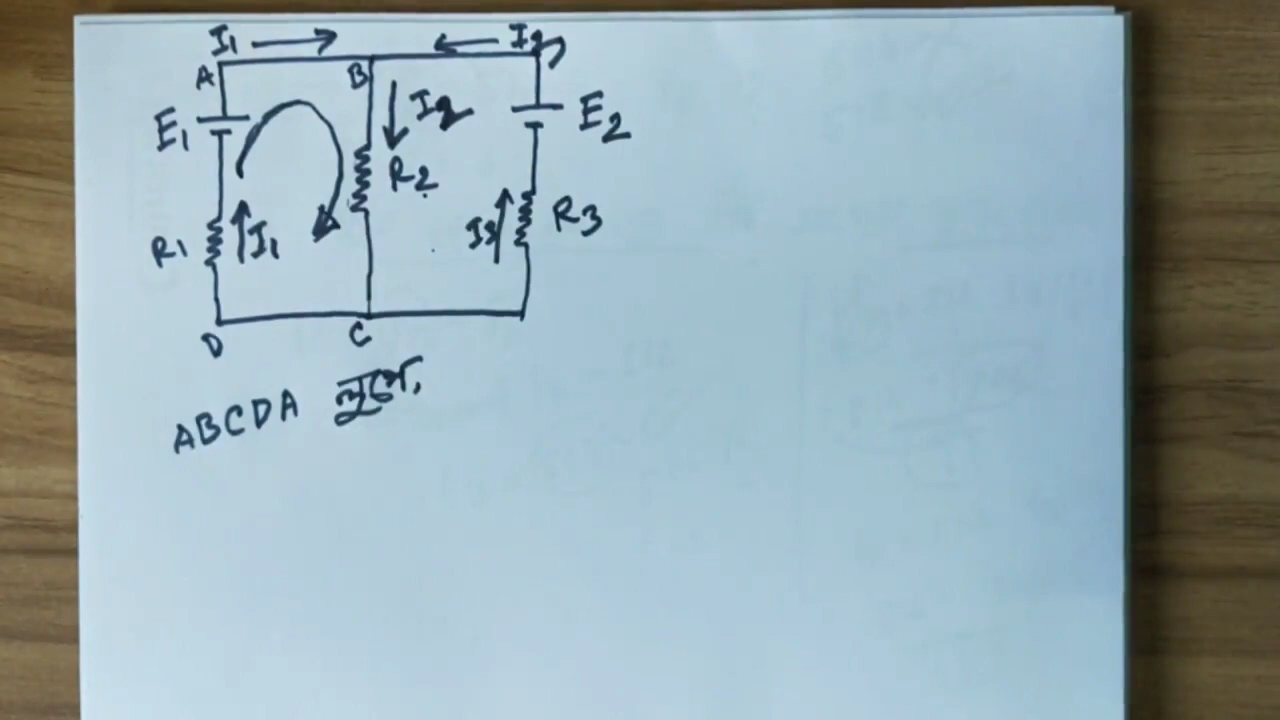 I1 I3
A B
E1 I2 E2
R2
R1 I1 I3 R3
D C
ABCDA লুপে,